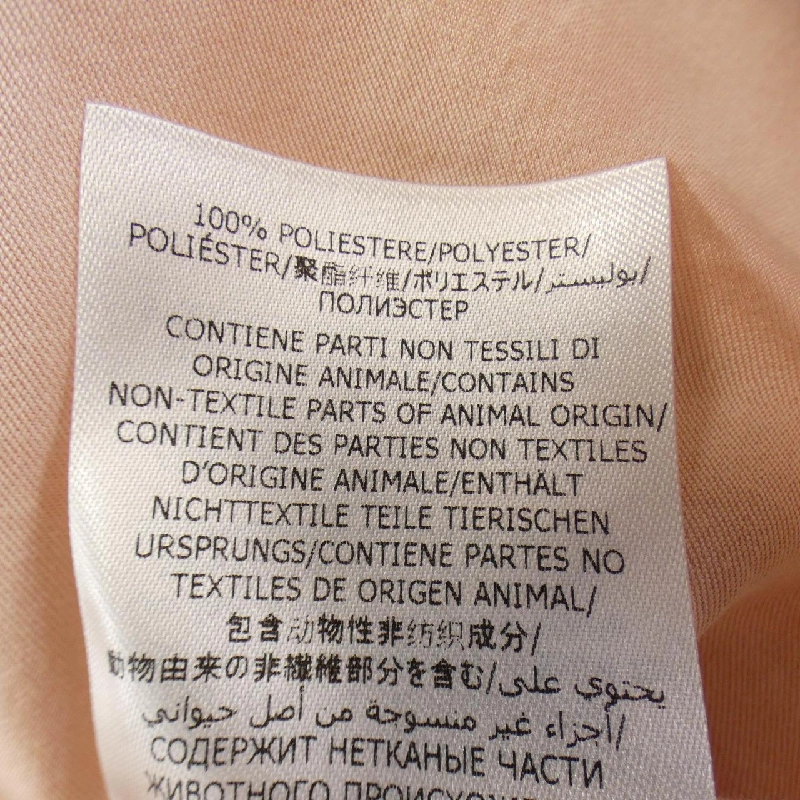 100% POLIESTERE/POLYESTER/
POLIÉSTER/聚酯纤维/ポリエステル/بوليستر/
ПОЛИЭСТЕР
CONTIENE PARTI NON TESSILI DI
ORIGINE ANIMALE/CONTAINS
NON-TEXTILE PARTS OF ANIMAL ORIGIN/
CONTIENT DES PARTIES NON TEXTILES
D'ORIGINE ANIMALE/ENTHÄLT
NICHTTEXTILE TEILE TIERISCHEN
URSPRUNGS/CONTIENE PARTES NO
TEXTILES DE ORIGEN ANIMAL/
包含动物性非纺织成分/
動物由来の非繊維部分を含む/يحتوي على
أجزاء غير منسوجة من أصل حيواني/
СОДЕРЖИТ НЕТКАНЫЕ ЧАСТИ
ЖИВОТНОГО